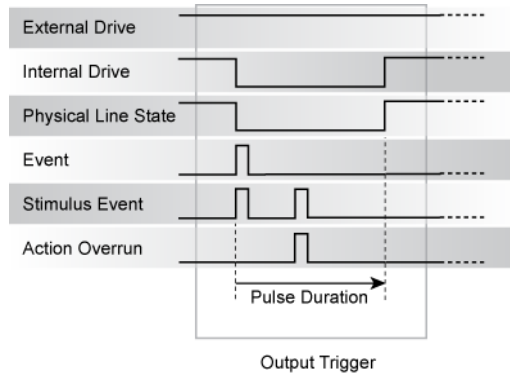 External Drive
Internal Drive
Physical Line State
Event
Stimulus Event
Action Overrun
Pulse Duration
Output Trigger